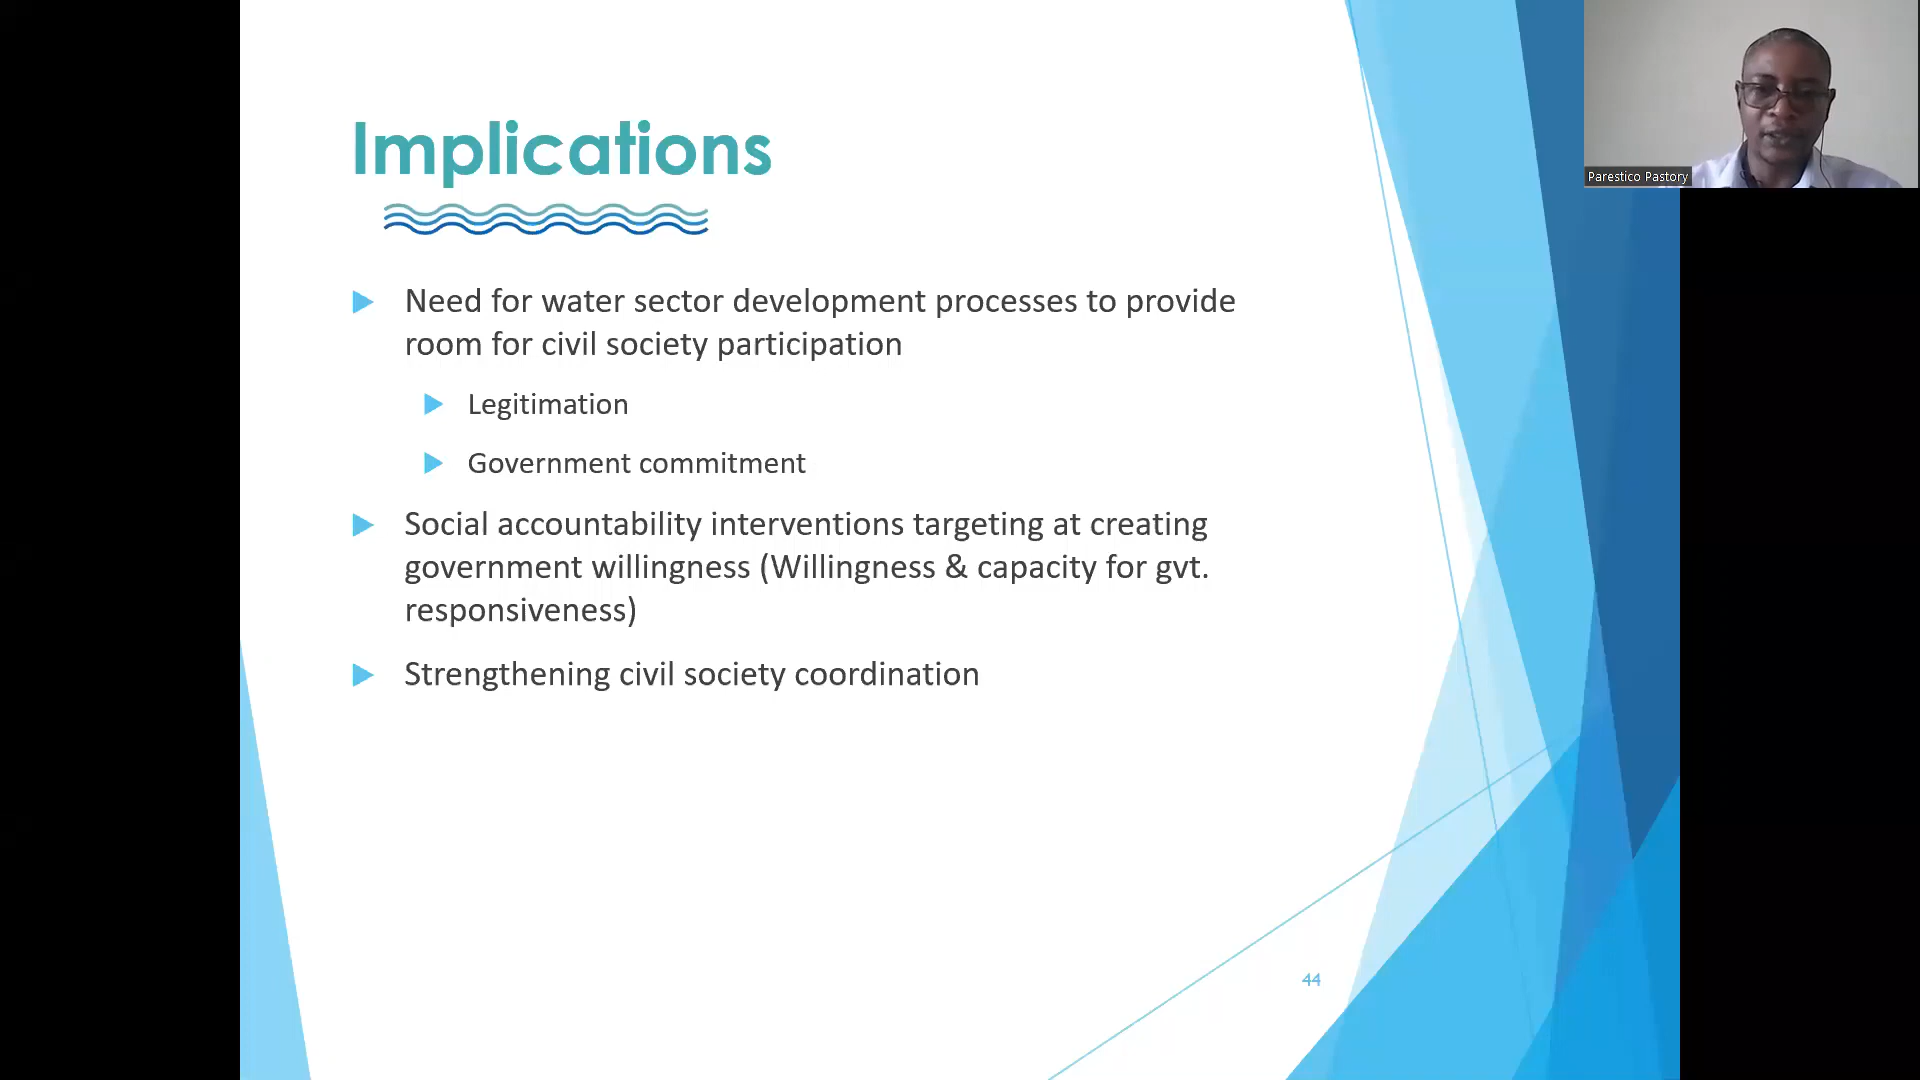 Implications
Parestico Pastory
Need for water sector development processes to provide
room for civil society participation
Legitimation
Government commitment
Social accountability interventions targeting at creating
government willingness (Willingness & capacity for gvt.
responsiveness)
Strengthening civil society coordination
44